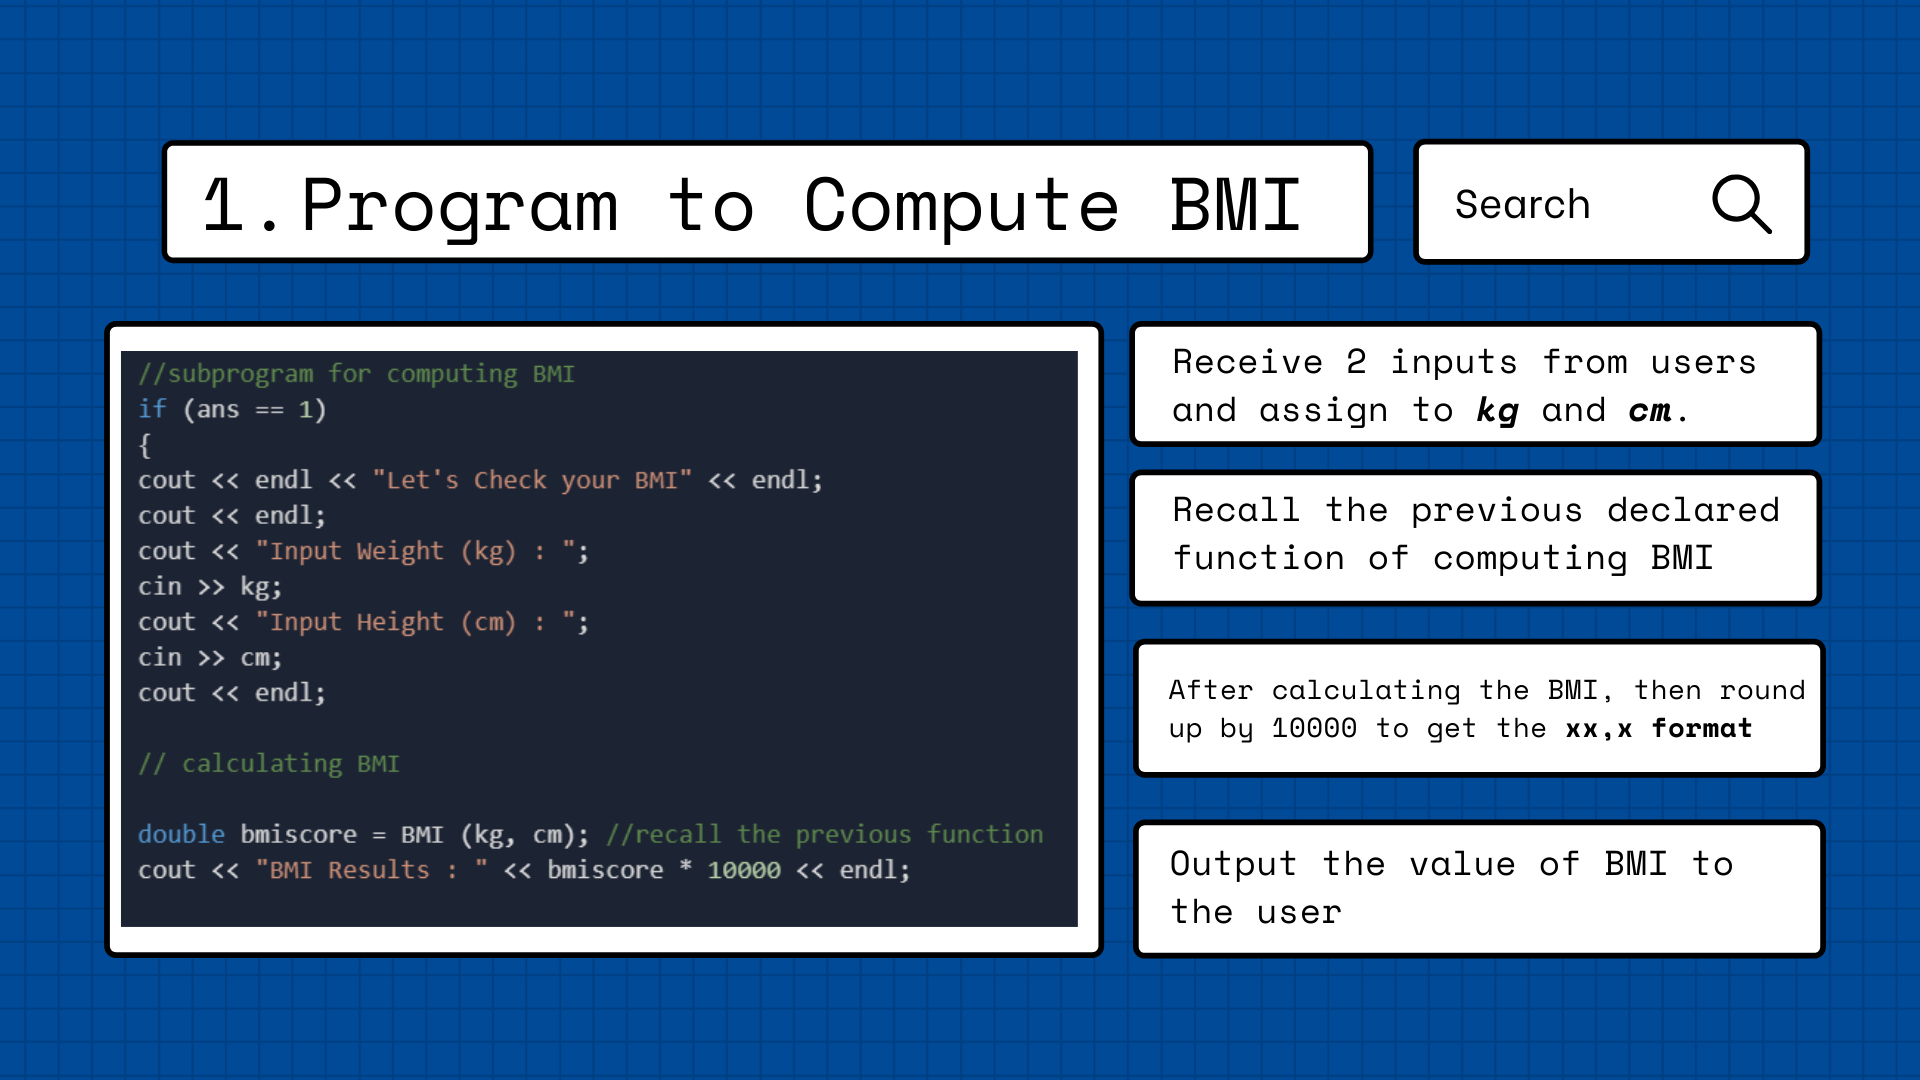 1.Program to Compute BMI
Search
//subprogram for computing BMI
if (ans == 1)
{
cout << endl << "Let's Check your BMI" << endl;
cout << endl;
cout << "Input Weight (kg) : ";
cin >> kg;
cout << "Input Height (cm) : ";
cin >> cm;
cout << endl;
// calculating BMI
double bmiscore = BMI (kg, cm); //recall the previous function
cout << "BMI Results : " << bmiscore * 10000 << endl;
Receive 2 inputs from users
and assign to kg and cm.
Recall the previous declared
function of computing BMI
After calculating the BMI, then round
up by 10000 to get the xx,x format
Output the value of BMI to
the user